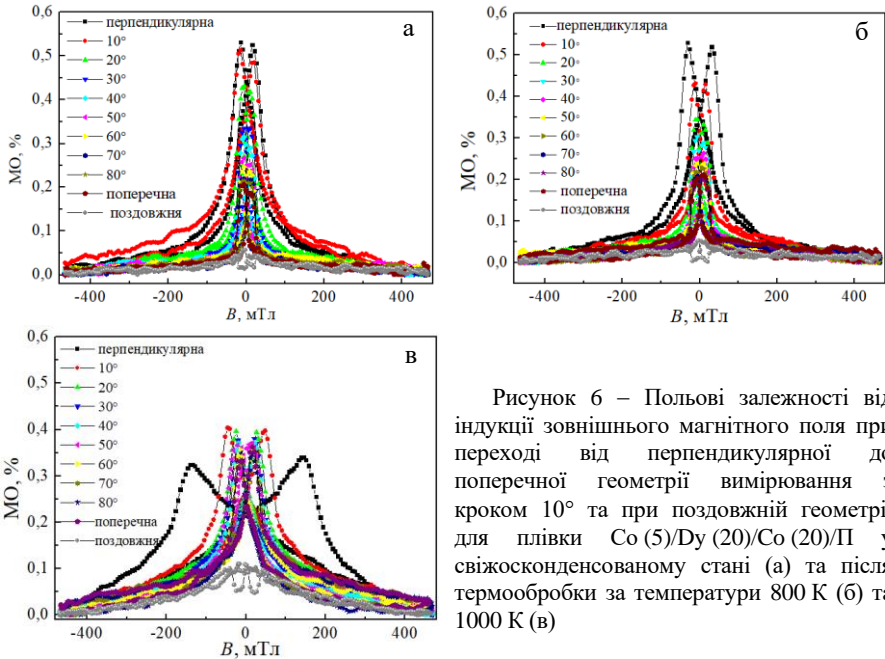 0,6
0,5
0,4
0,3
0,2
0,1
0,0
МО, %
перпендикулярна
10°
20°
30°
40°
50°
60°
70°
80°
поперечна
поздовжня
а
-400 -200 0 200 400
B, мТл
0,6
0,5
0,4
0,3
0,2
0,1
0,0
МО, %
перпендикулярна
10°
20°
30°
40°
50°
60°
70°
80°
поперечна
поздовжня
б
-400 -200 0 200 400
B, мТл
0,6
0,5
0,4
0,3
0,2
0,1
0,0
МО, %
перпендикулярна
10°
20°
30°
40°
50°
60°
70°
80°
поперечна
поздовжня
в
-400 -200 0 200 400
B, мТл
Рисунок 6 – Польові залежності від
індукції зовнішнього магнітного поля при
переході від перпендикулярної до
поперечної геометрії вимірювання з
кроком 10° та при поздовжній геометрії
для плівки Co (5)/Dy (20)/Co (20)/П у
свіжосконденсованому стані (а) та після
термообробки за температури 800 К (б) та
1000 К (в)